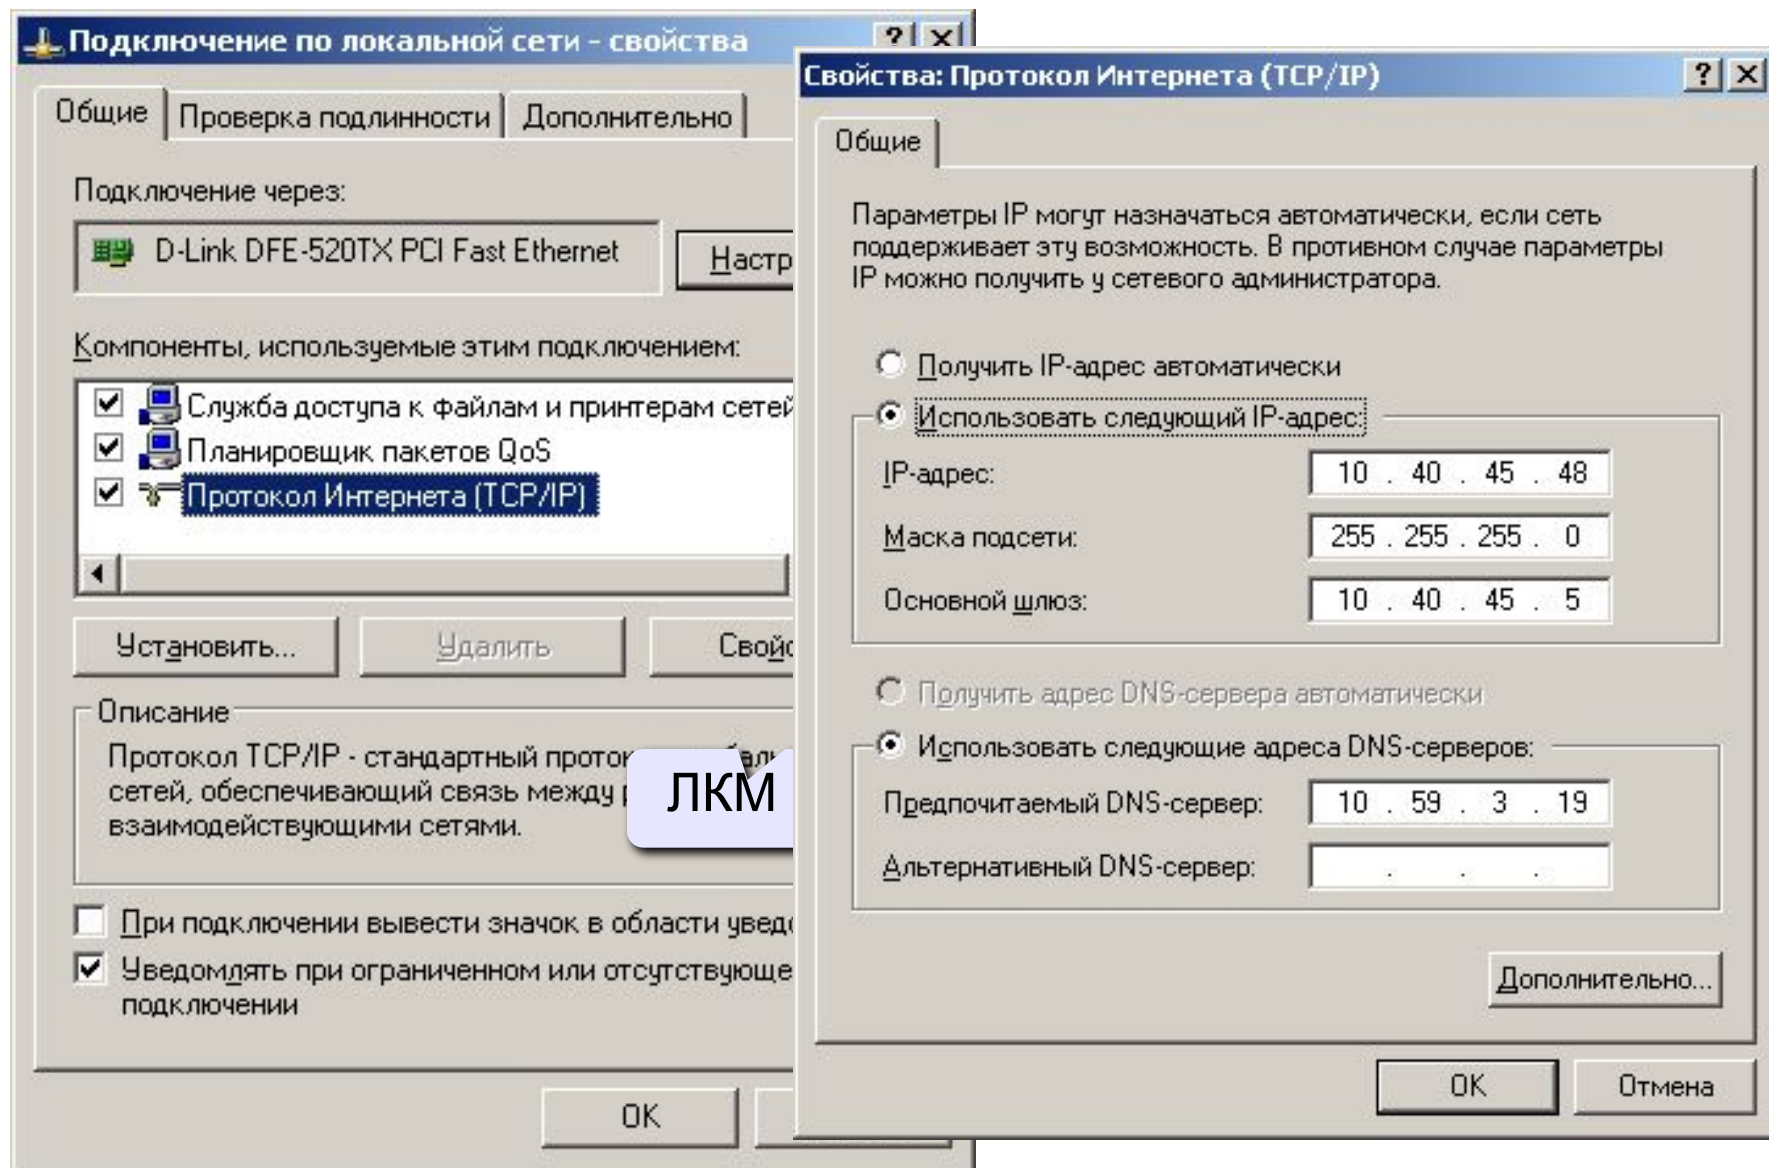 Подключение по локальной сети - свойства
Общие
Проверка подлинности
Дополнительно
Подключение через:
D-Link DFE-520TX PCI Fast Ethernet
Настр
Компоненты, используемые этим подключением:
Служба доступа к файлам и принтерам сетей
Планировщик пакетов QoS
Протокол Интернета (TCP/IP)
Установить...
Удалить
Свойс
Описание
Протокол TCP/IP - стандартный проток
сетей, обеспечивающий связь между
взаимодействующими сетями.
ЛКМ
При подключении вывести значок в области уведо
Уведомлять при ограниченном или отсутствующе
подключении
OK
Свойства: Протокол Интернета (TCP/IP)
Общие
Параметры IP могут назначаться автоматически, если сеть
поддерживает эту возможность. В противном случае параметры
IP можно получить у сетевого администратора.
Получить IP-адрес автоматически
Использовать следующий IP-адрес:
IP-адрес: 10 . 40 . 45 . 48
Маска подсети: 255 . 255 . 255 . 0
Основной шлюз: 10 . 40 . 45 . 5
Получить адрес DNS-сервера автоматически
Использовать следующие адреса DNS-серверов:
Предпочитаемый DNS-сервер: 10 . 59 . 3 . 19
Альтернативный DNS-сервер: . . .
Дополнительно...
OK
Отмена